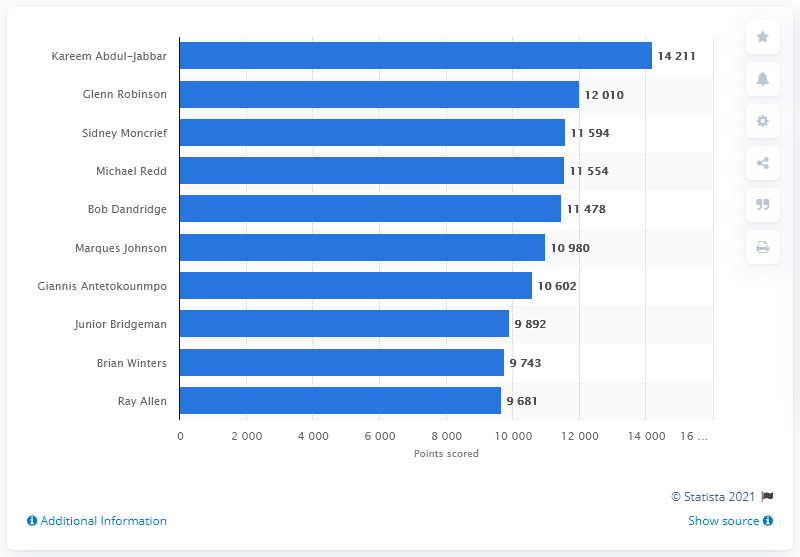 Kareem Abdul-Jabbar 14 211
Glenn Robinson 12 010
Sidney Moncrief 11 594
Michael Redd 11 554
Bob Dandridge 11 478
Marques Johnson 10 980
Giannis Antetokounmpo 10 602
Junior Bridgeman 9 892
Brian Winters 9 743
Ray Allen 9 681
0 2 000 4 000 6 000 8 000 10 000 12 000 14 000 16 ...
Points scored
© Statista 2021
Additional Information Show source